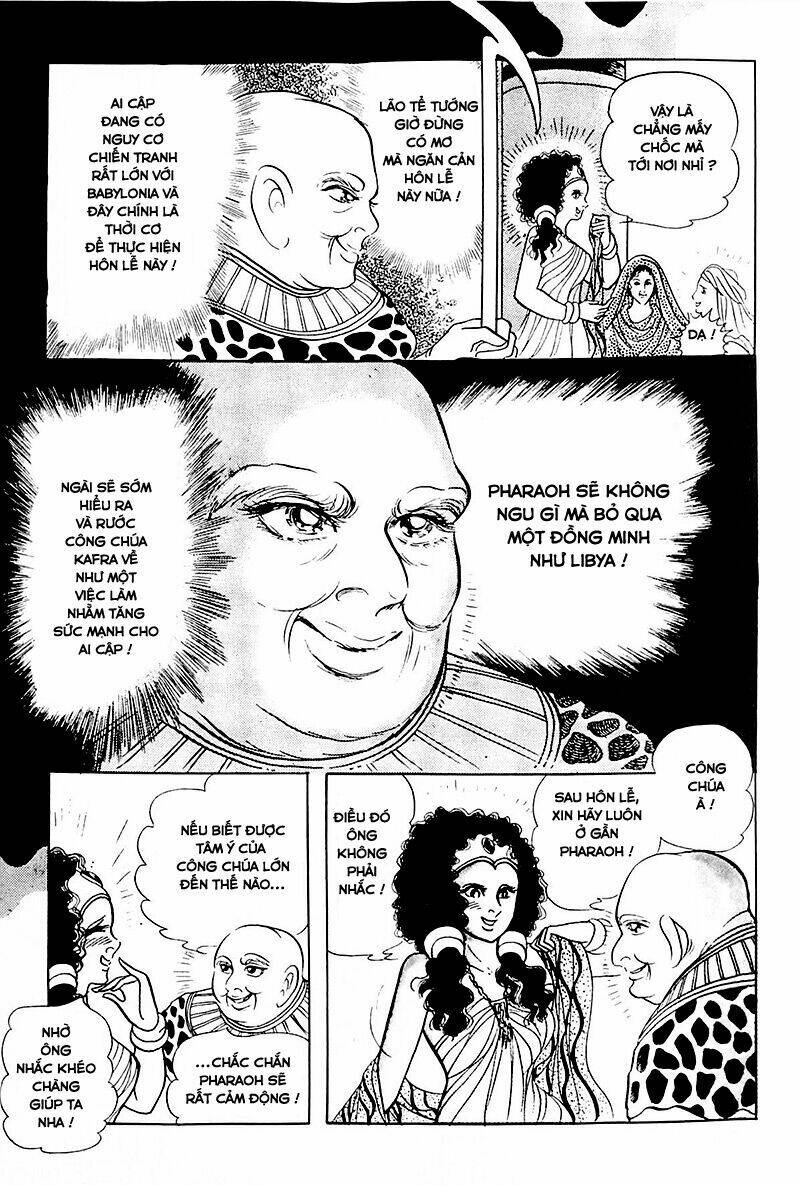 VẬY LÀ
CHẲNG MẤY
CHỐC MÀ
TỚI NƠI NHỈ ?
DẠ !
LÃO TỂ TƯỚNG
GIỜ ĐỪNG
CÓ MƠ
MÀ NGĂN CẢN
HÔN LỄ
NÀY NỮA !
AI CẬP
ĐANG CÓ
NGUY CƠ
CHIẾN TRANH
RẤT LỚN VỚI
BABYLONIA VÀ
ĐÂY CHÍNH LÀ
THỜI CƠ
ĐỂ THỰC HIỆN
HÔN LỄ NÀY !
PHARAOH SẼ KHÔNG
NGU GÌ MÀ BỎ QUA
MỘT ĐỒNG MINH
NHƯ LIBYA !
NGÀI SẼ SỚM
HIỂU RA
VÀ RƯỚC
CÔNG CHÚA
KAFRA VỀ
NHƯ MỘT
VIỆC LÀM
NHẰM TĂNG
SỨC MẠNH CHO
AI CẬP !
CÔNG
CHÚA
À !
SAU HÔN LỄ,
XIN HÃY LUÔN
Ở GẦN
PHARAOH !
ĐIỀU ĐÓ
ÔNG
KHÔNG
PHẢI
NHẮC !
NẾU BIẾT ĐƯỢC
TÂM Ý CỦA
CÔNG CHÚA LỚN
ĐẾN THẾ NÀO...
...CHẮC CHẮN
PHARAOH SẼ
RẤT CẢM ĐỘNG !
NHỜ
ÔNG
NHẮC KHÉO
CHÀNG
GIÚP TA
NHA !